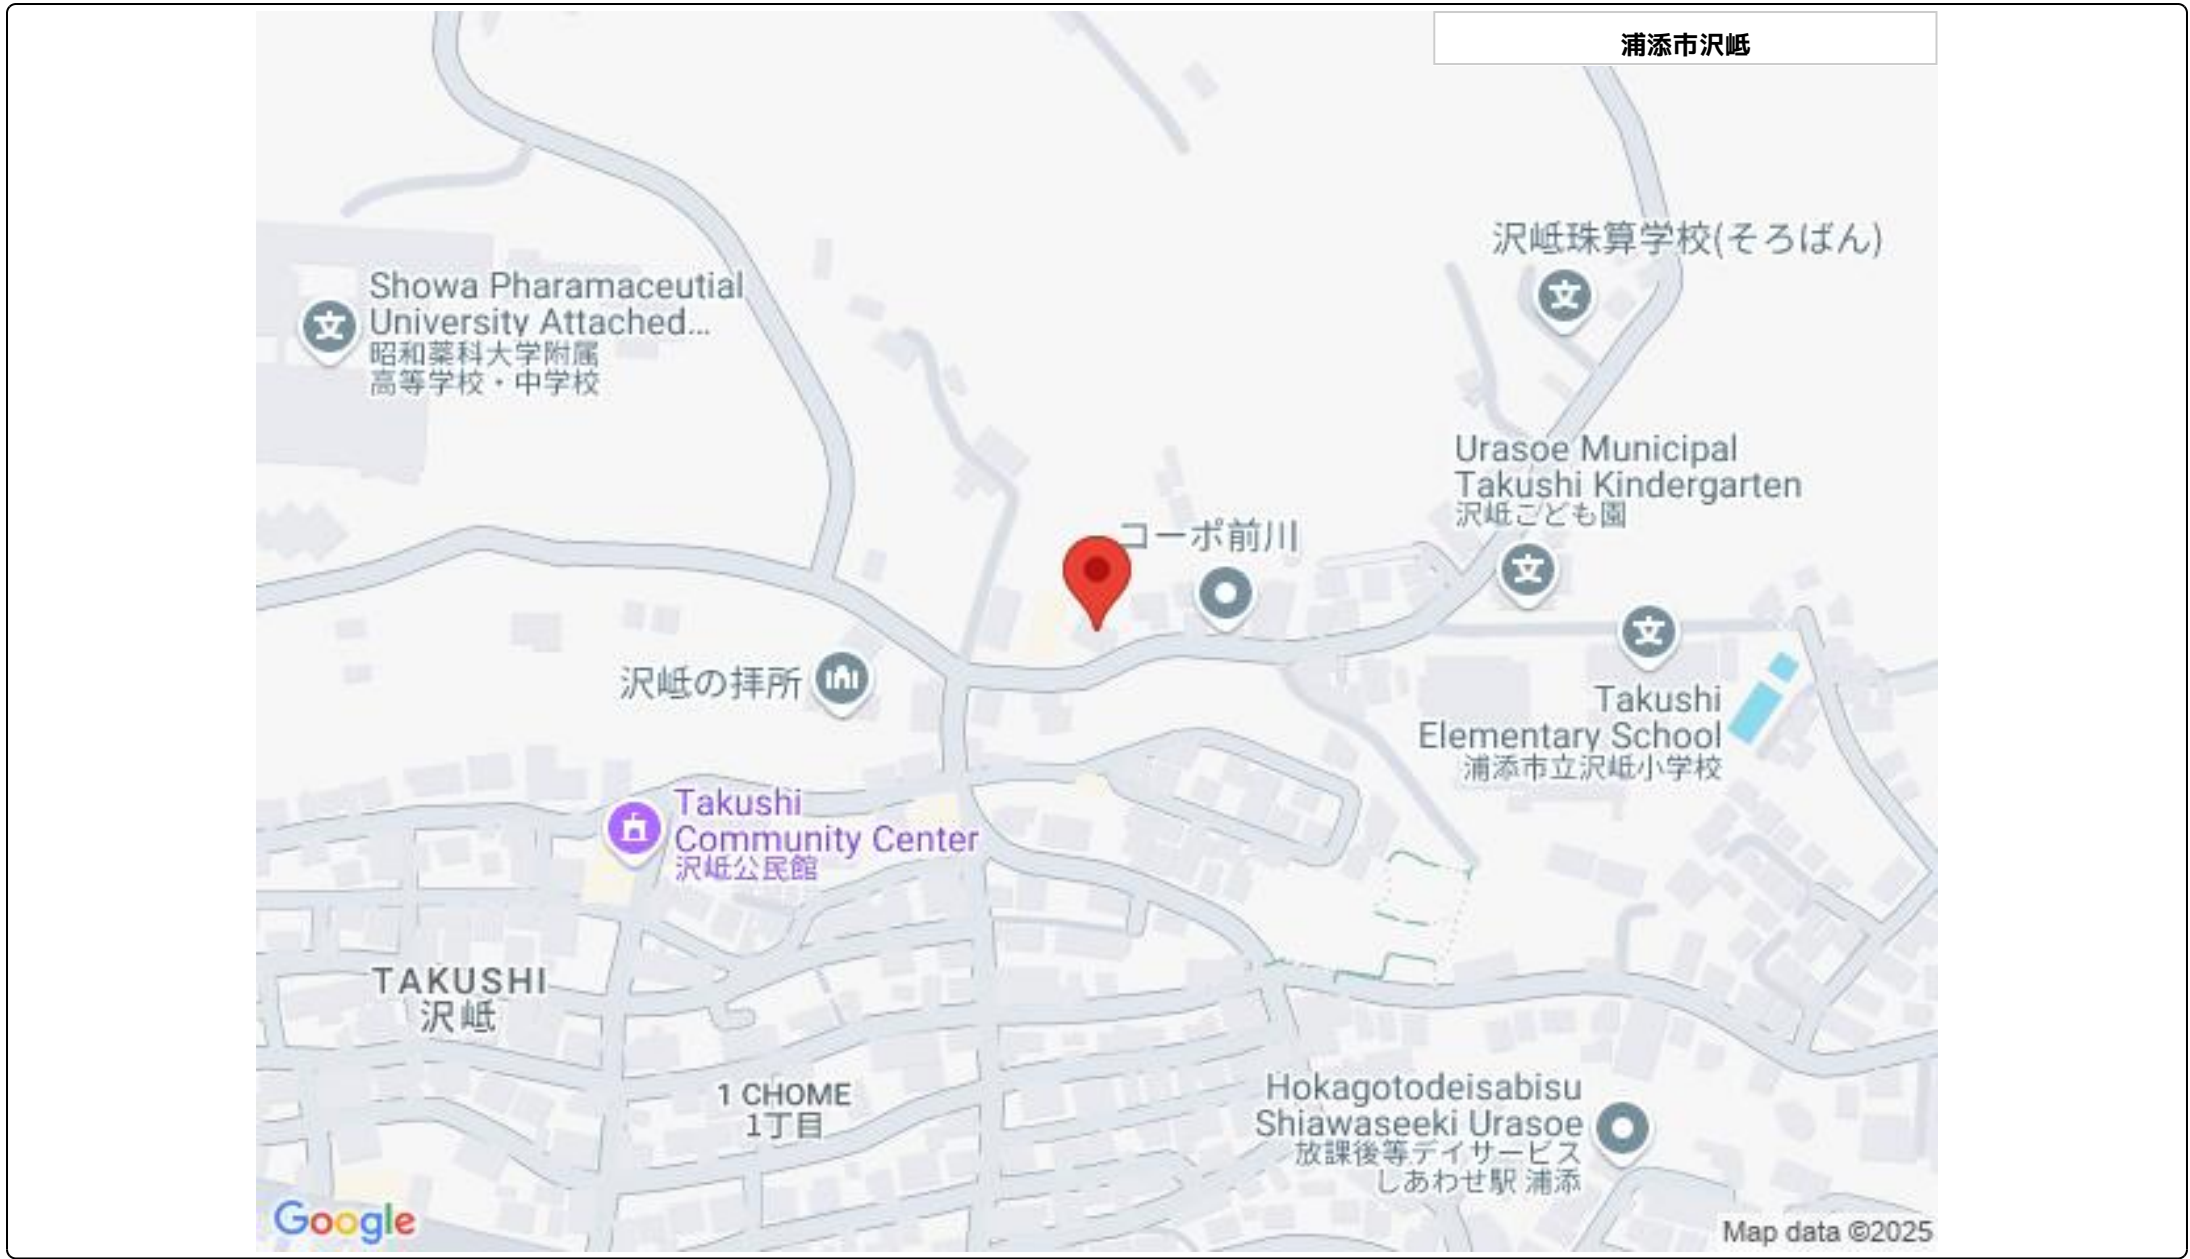 浦添市沢岻
沢岻珠算学校(そろばん)
Showa Pharamaceutial
University Attached...
昭和薬科大学附属
高等学校・中学校
Urasoe Municipal
Takushi Kindergarten
沢岻こども園
コーポ前川
沢岻の拝所
Takushi
Elementary School
浦添市立沢岻小学校
Takushi
Community Center
沢岻公民館
TAKUSHI
沢岻
1 CHOME
1丁目
Hokagotodeisabisu
Shiawaseeki Urasoe
放課後等デイサービス
しあわせ駅 浦添
Google
Map data ©2025